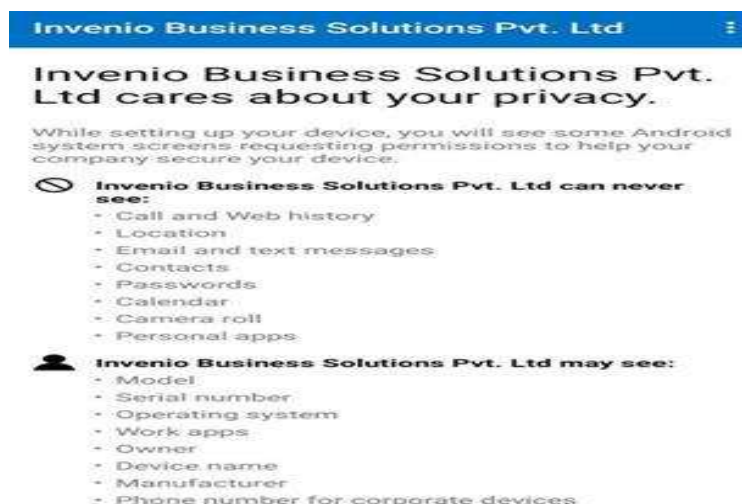 Invenio Business Solutions Pvt. Ltd
Invenio Business Solutions Pvt.
Ltd cares about your privacy.
While setting up your device, you will see some Android
system screens requesting permissions to help your
company secure your device.
Invenio Business Solutions Pvt. Ltd can never
see:
• Call and Web history
• Location
• Email and text messages
• Contacts
• Passwords
• Calendar
• Camera roll
• Personal apps
Invenio Business Solutions Pvt. Ltd may see:
• Model
• Serial number
• Operating system
• Work apps
• Owner
• Device name
• Manufacturer
• Phone number for corporate devices